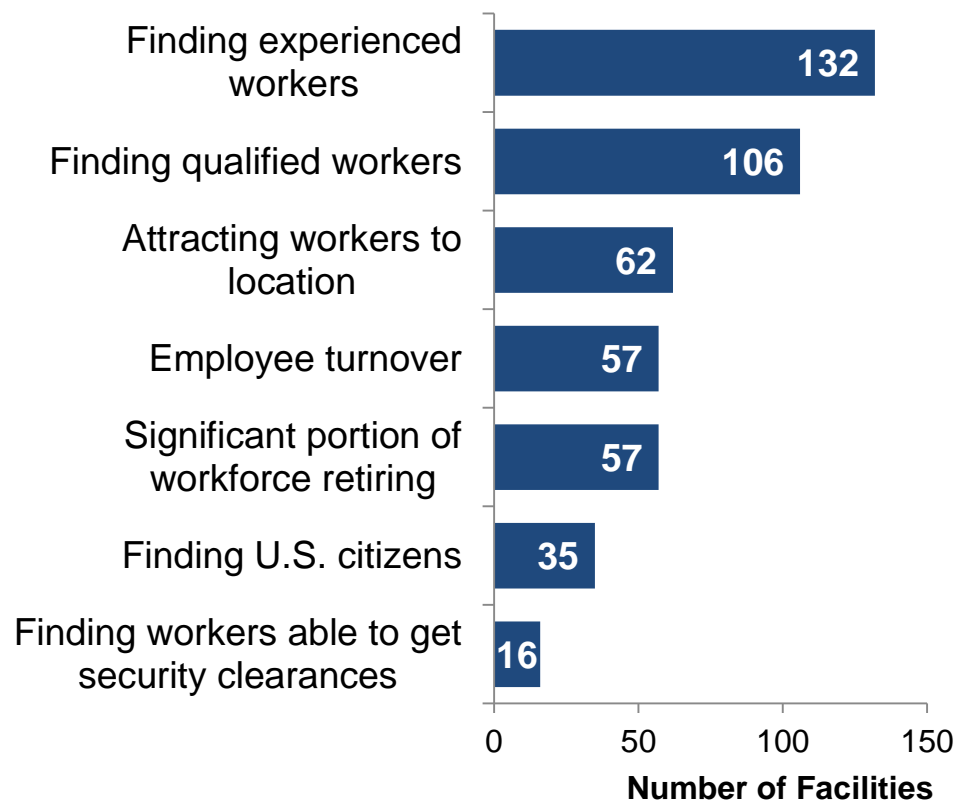 Finding experienced
workers
132
Finding qualified workers
106
Attracting workers to
location
62
Employee turnover
57
Significant portion of
workforce retiring
57
Finding U.S. citizens
35
Finding workers able to get
security clearances
16
0 50 100 150
Number of Facilities